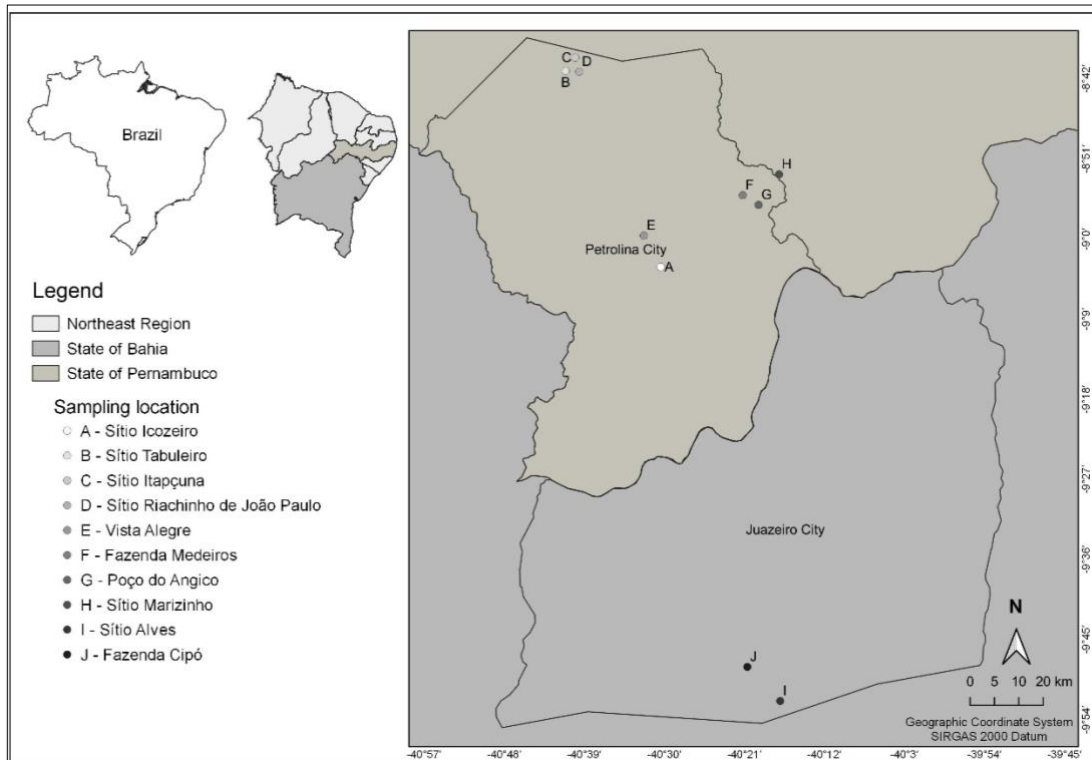 Brazil
Legend
Northeast Region
State of Bahia
State of Pernambuco
Sampling location
A - Sítio Icozeiro
B - Sítio Tabuleiro
C - Sítio Itapçuna
D - Sítio Riachinho de João Paulo
E - Vista Alegre
F - Fazenda Medeiros
G - Poço do Angico
H - Sítio Marizinho
I - Sítio Alves
J - Fazenda Cipó
C
D
B
H
F
G
E
Petrolina City
A
Juazeiro City
J
I
N
0 5 10 20 km
Geographic Coordinate System
SIRGAS 2000 Datum
-8°42'
-8°51'
-9°0'
-9°9'
-9°18'
-9°27'
-9°36'
-9°45'
-9°54'
-40°57' -40°48' -40°39' -40°30' -40°21' -40°12' -40°3' -39°54' -39°45'